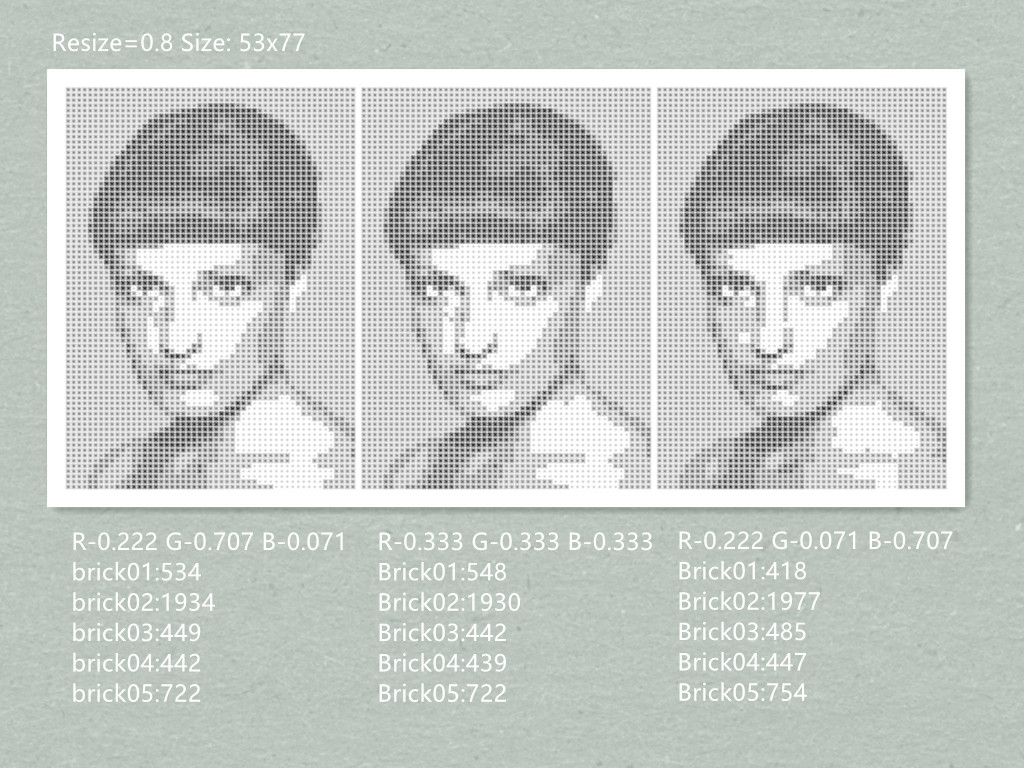 Resize=0.8 Size: 53x77
R-0.222 G-0.707 B-0.071
brick01:534
brick02:1934
brick03:449
brick04:442
brick05:722
R-0.333 G-0.333 B-0.333
Brick01:548
Brick02:1930
Brick03:442
Brick04:439
Brick05:722
R-0.222 G-0.071 B-0.707
Brick01:418
Brick02:1977
Brick03:485
Brick04:447
Brick05:754